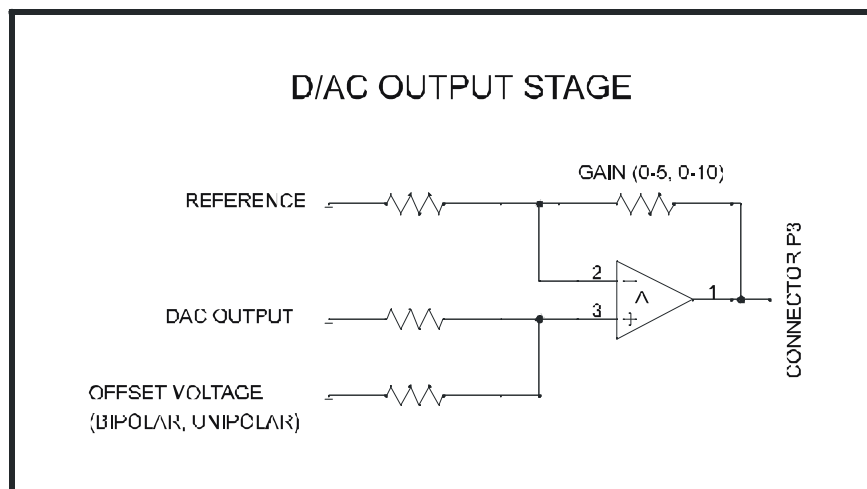 D/AC OUTPUT STAGE
GAIN (0-5, 0-10)
REFERENCE
2
DAC OUTPUT
3
1
CONNECTOR P3
OFFSET VOLTAGE
(BIPOLAR, UNIPOLAR)